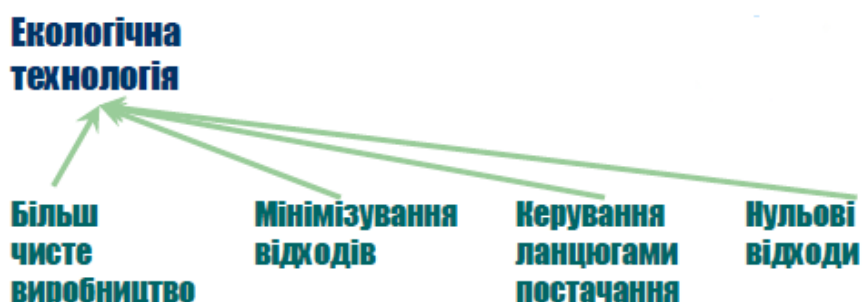 Екологічна
технологія
Більш
чисте
виробництво
Мінімізування
відходів
Керування
ланцюгами
постачання
Нульові
відходи